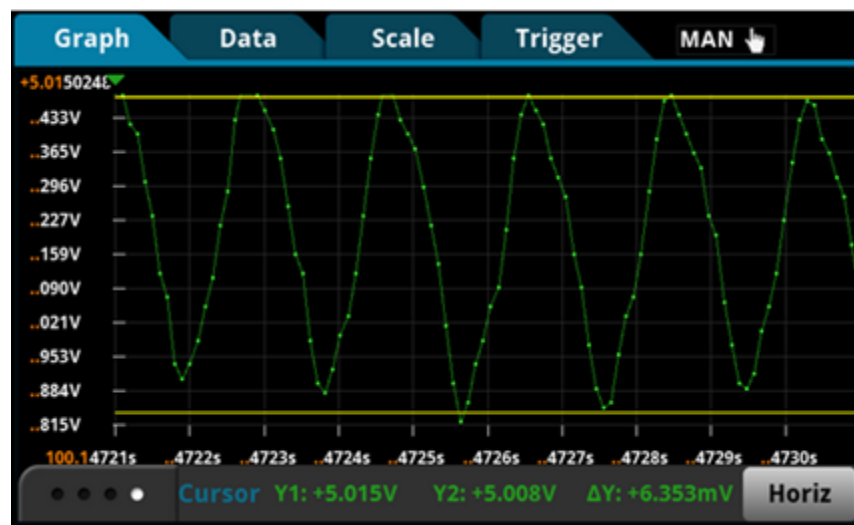 Graph Data Scale Trigger MAN
+5.0150248
..433V
..365V
..296V
..227V
..159V
..090V
..021V
..953V
..884V
..815V
100.14721s ..4722s ..4723s ..4724s ..4725s ..4726s ..4727s ..4728s ..4729s ..4730s
Cursor Y1: +5.015V Y2: +5.008V ΔY: +6.353mV Horiz